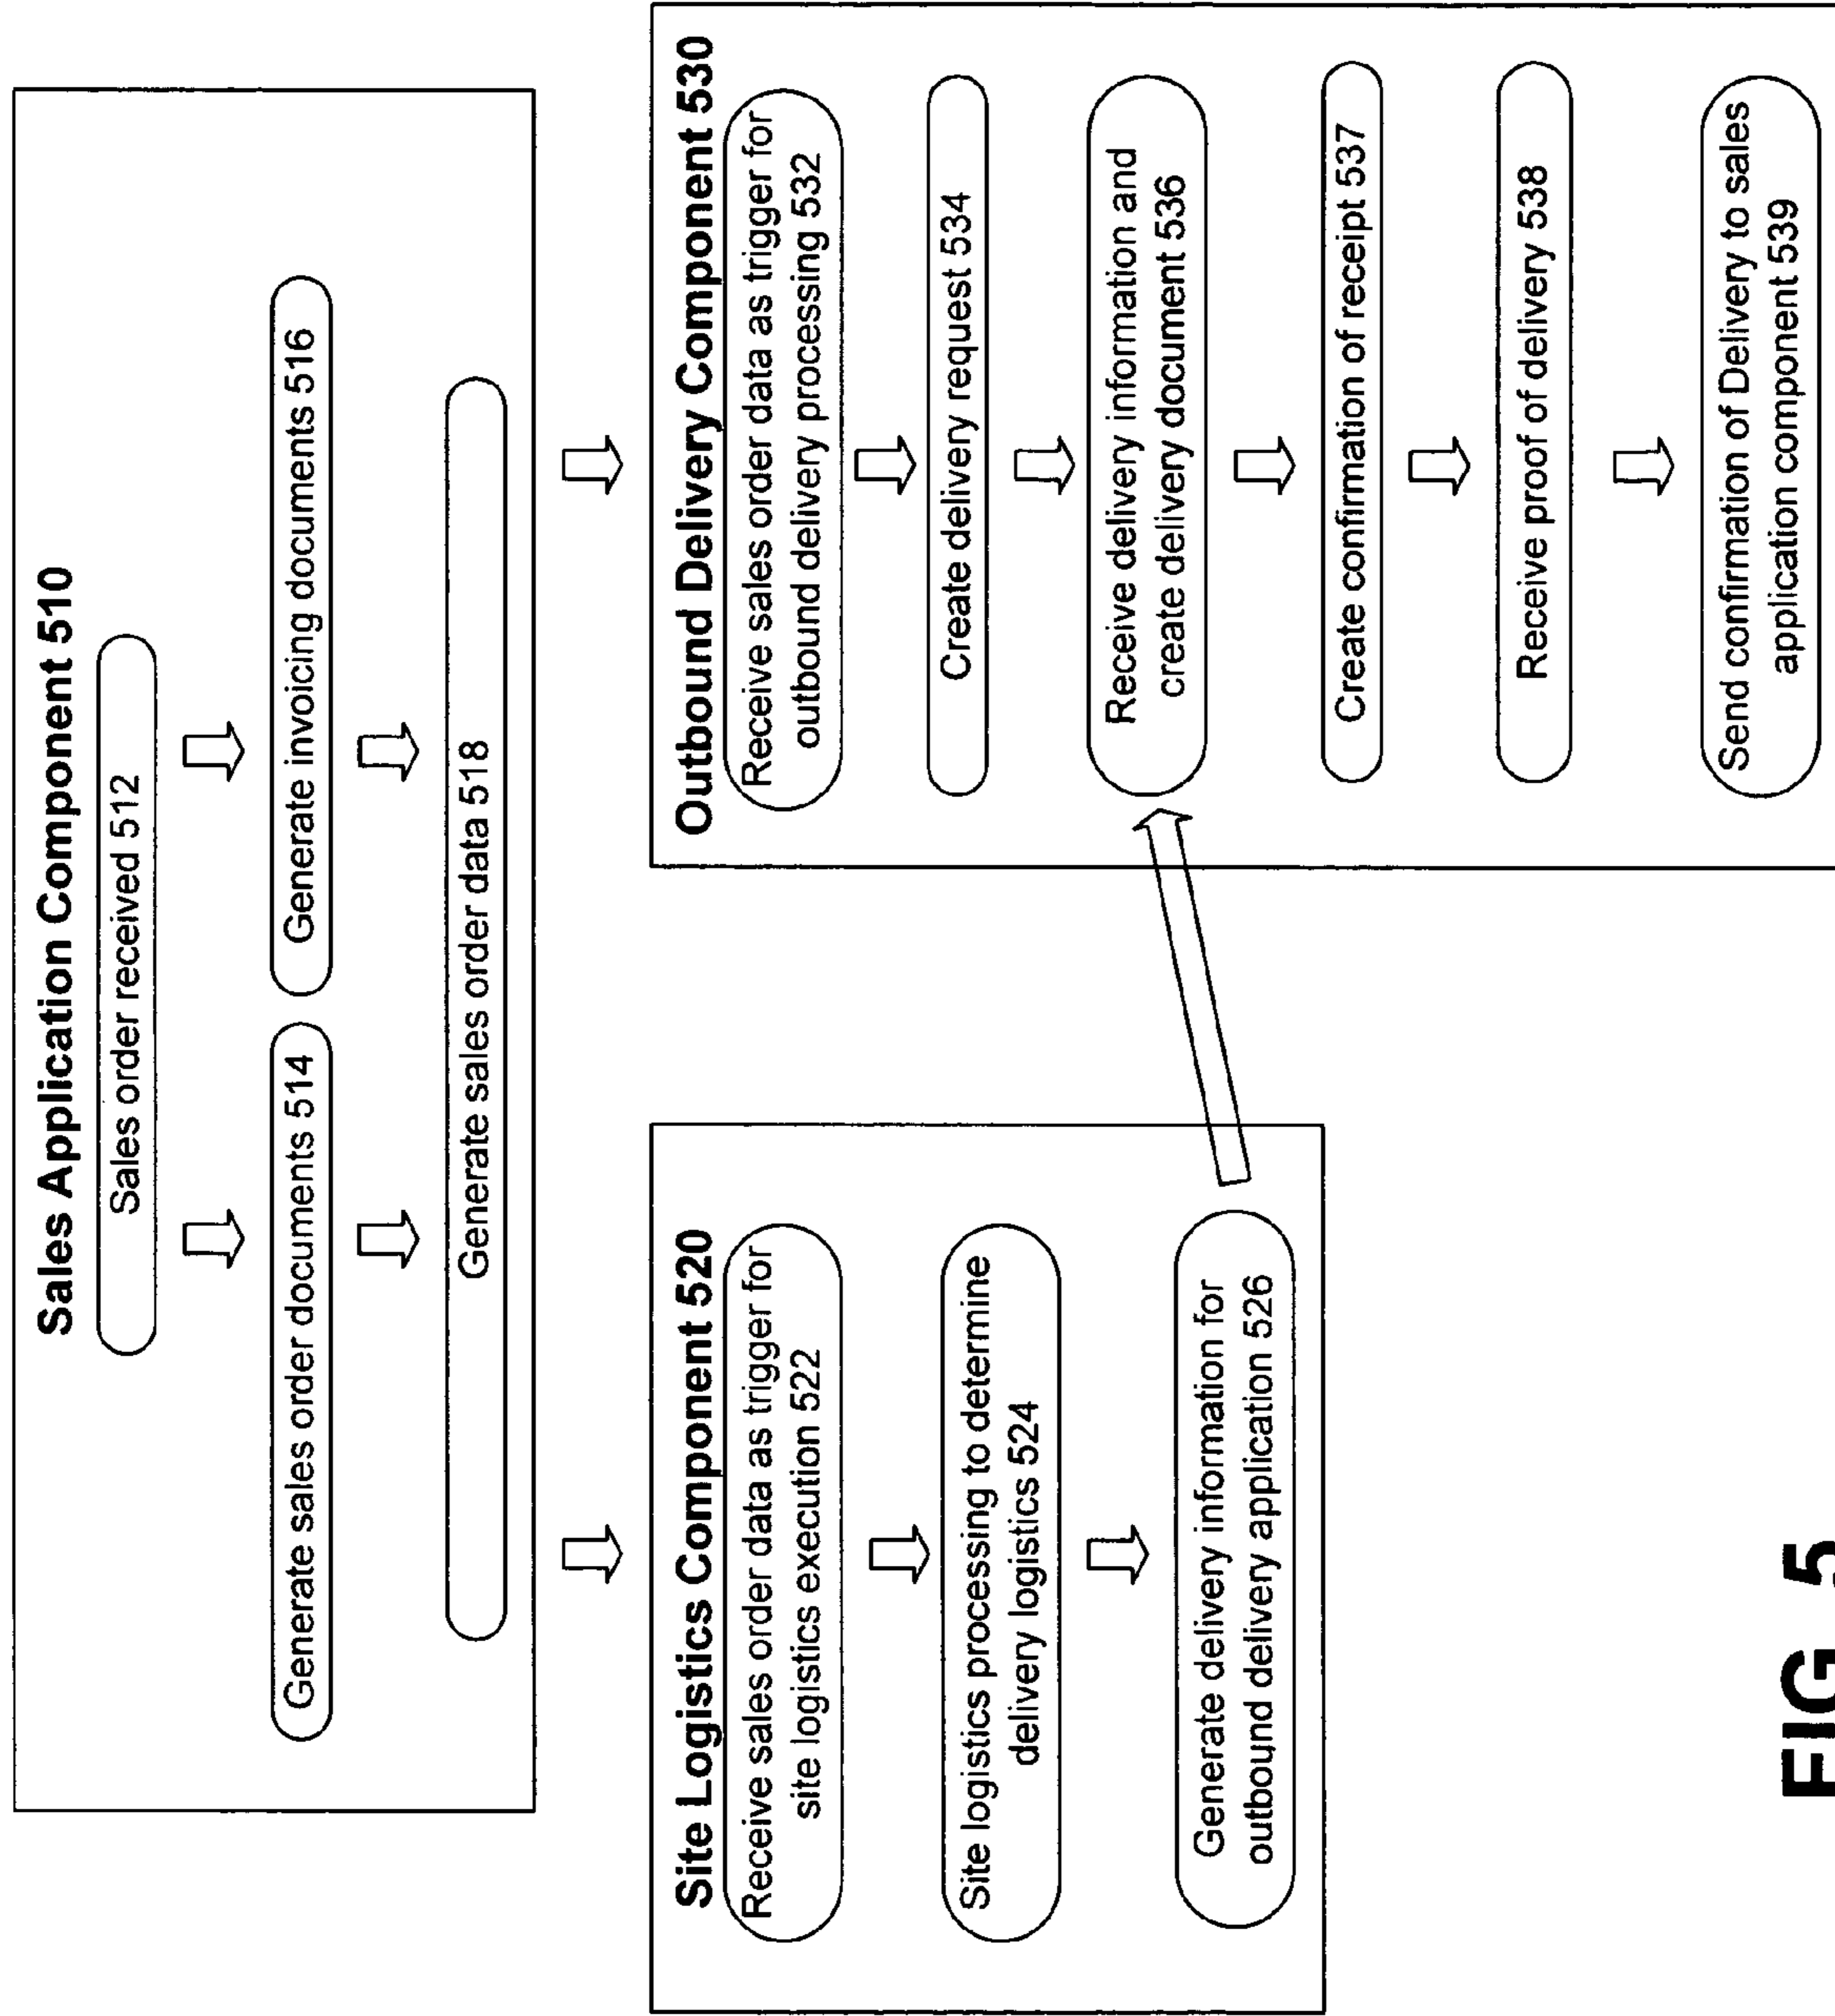 Sales Application Component 510
Sales order received 512
Generate sales order documents 514
Generate invoicing documents 516
Generate sales order data 518
Site Logistics Component 520
Receive sales order data as trigger for
site logistics execution 522
Site logistics processing to determine
delivery logistics 524
Generate delivery information for
outbound delivery application 526
Outbound Delivery Component 530
Receive sales order data as trigger for
outbound delivery processing 532
Create delivery request 534
Receive delivery information and
create delivery document 536
Create confirmation of receipt 537
Receive proof of delivery 538
Send confirmation of Delivery to sales
application component 539
FIG. 5